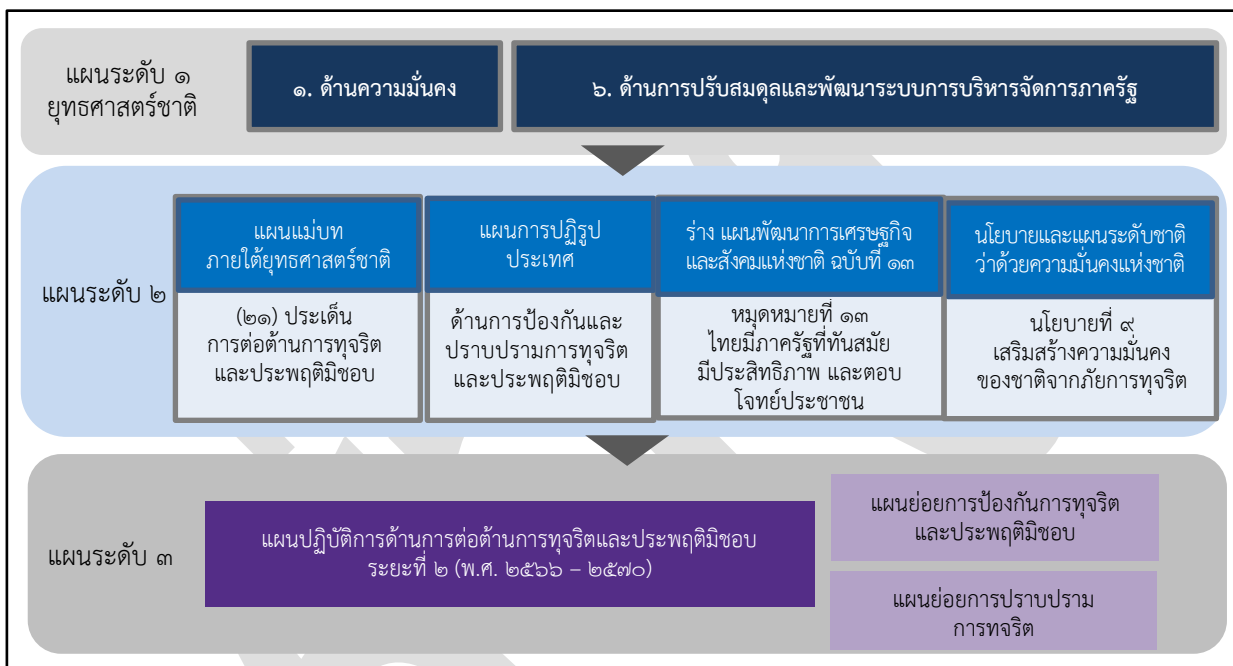 แผนระดับ ๑
ยุทธศาสตร์ชาติ
๑. ด้านความมั่นคง
๖. ด้านการปรับสมดุลและพัฒนาระบบการบริหารจัดการภาครัฐ
แผนระดับ ๒
แผนแม่บท
ภายใต้ยุทธศาสตร์ชาติ
(๒๑) ประเด็น
การต่อต้านการทุจริต
และประพฤติมิชอบ
แผนการปฏิรูป
ประเทศ
ด้านการป้องกันและ
ปราบปรามการทุจริต
และประพฤติมิชอบ
ร่าง แผนพัฒนาการเศรษฐกิจ
และสังคมแห่งชาติ ฉบับที่ ๑๓
หมุดหมายที่ ๑๓
ไทยมีภาครัฐที่ทันสมัย
มีประสิทธิภาพ และตอบ
โจทย์ประชาชน
นโยบายและแผนระดับชาติ
ว่าด้วยความมั่นคงแห่งชาติ
นโยบายที่ ๙
เสริมสร้างความมั่นคง
ของชาติจากภัยการทุจริต
แผนระดับ ๓
แผนปฏิบัติการด้านการต่อต้านการทุจริตและประพฤติมิชอบ
ระยะที่ ๒ (พ.ศ. ๒๕๖๖ – ๒๕๗๐)
แผนย่อยการป้องกันการทุจริต
และประพฤติมิชอบ
แผนย่อยการปราบปราม
การทจริต